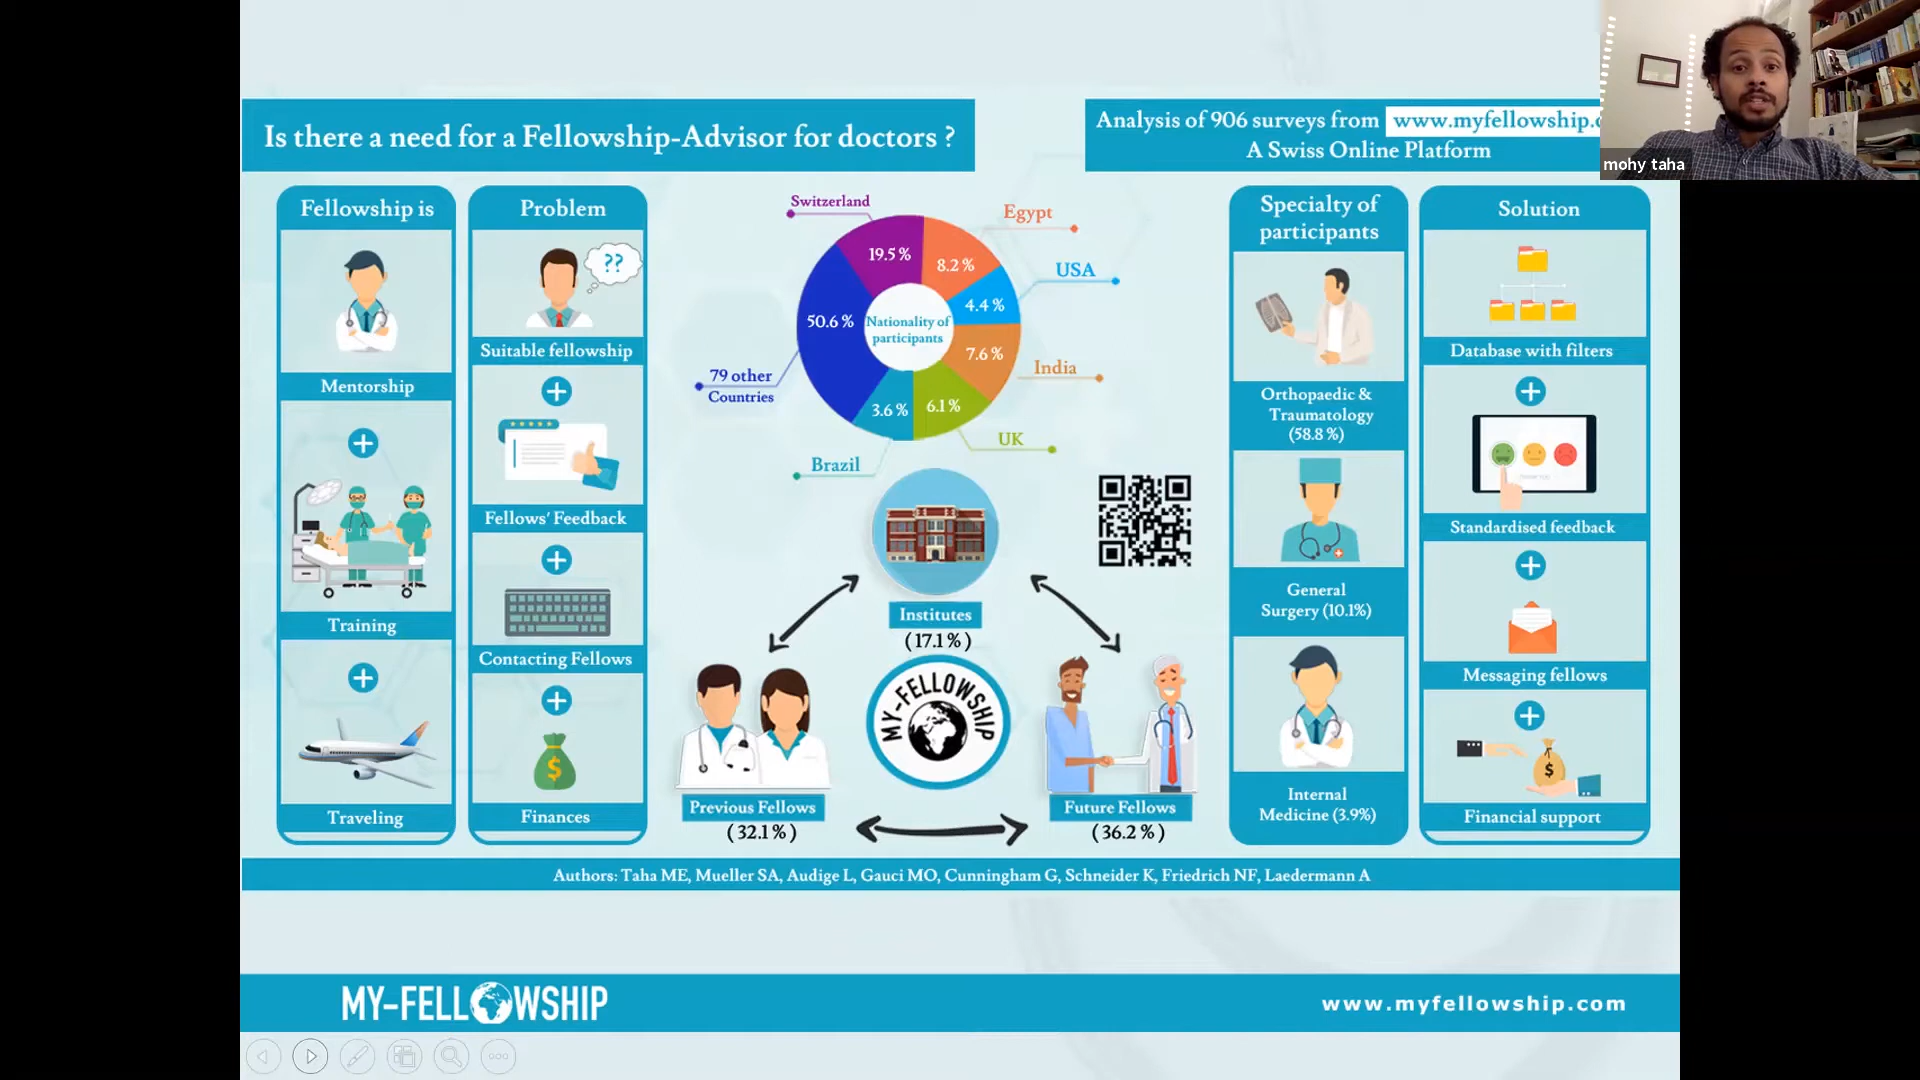 Is there a need for a Fellowship-Advisor for doctors ?
Analysis of 906 surveys from www.myfellowship.
A Swiss Online Platform
mohy taha
Fellowship is
Mentorship
Training
Traveling
Problem
??
Suitable fellowship
Fellows' Feedback
Contacting Fellows
$
Finances
Switzerland
Egypt
USA
India
UK
Brazil
79 other
Countries
19.5 %
8.2 %
4.4 %
7.6 %
6.1 %
3.6 %
50.6 %
Nationality of
participants
Institutes
(17.1 %)
MY-FELLOWSHIP
Previous Fellows
(32.1 %)
Future Fellows
(36.2 %)
Specialty of
participants
Orthopaedic &
Traumatology
(58.8 %)
General
Surgery (10.1%)
Internal
Medicine (3.9%)
Solution
Database with filters
THANK YOU
Standardised feedback
Messaging fellows
$
Financial support
Authors: Taha ME, Mueller SA, Audige L, Gauci MO, Cunningham G, Schneider K, Friedrich NF, Laedermann A
MY-FELLOWSHIP
www.myfellowship.com